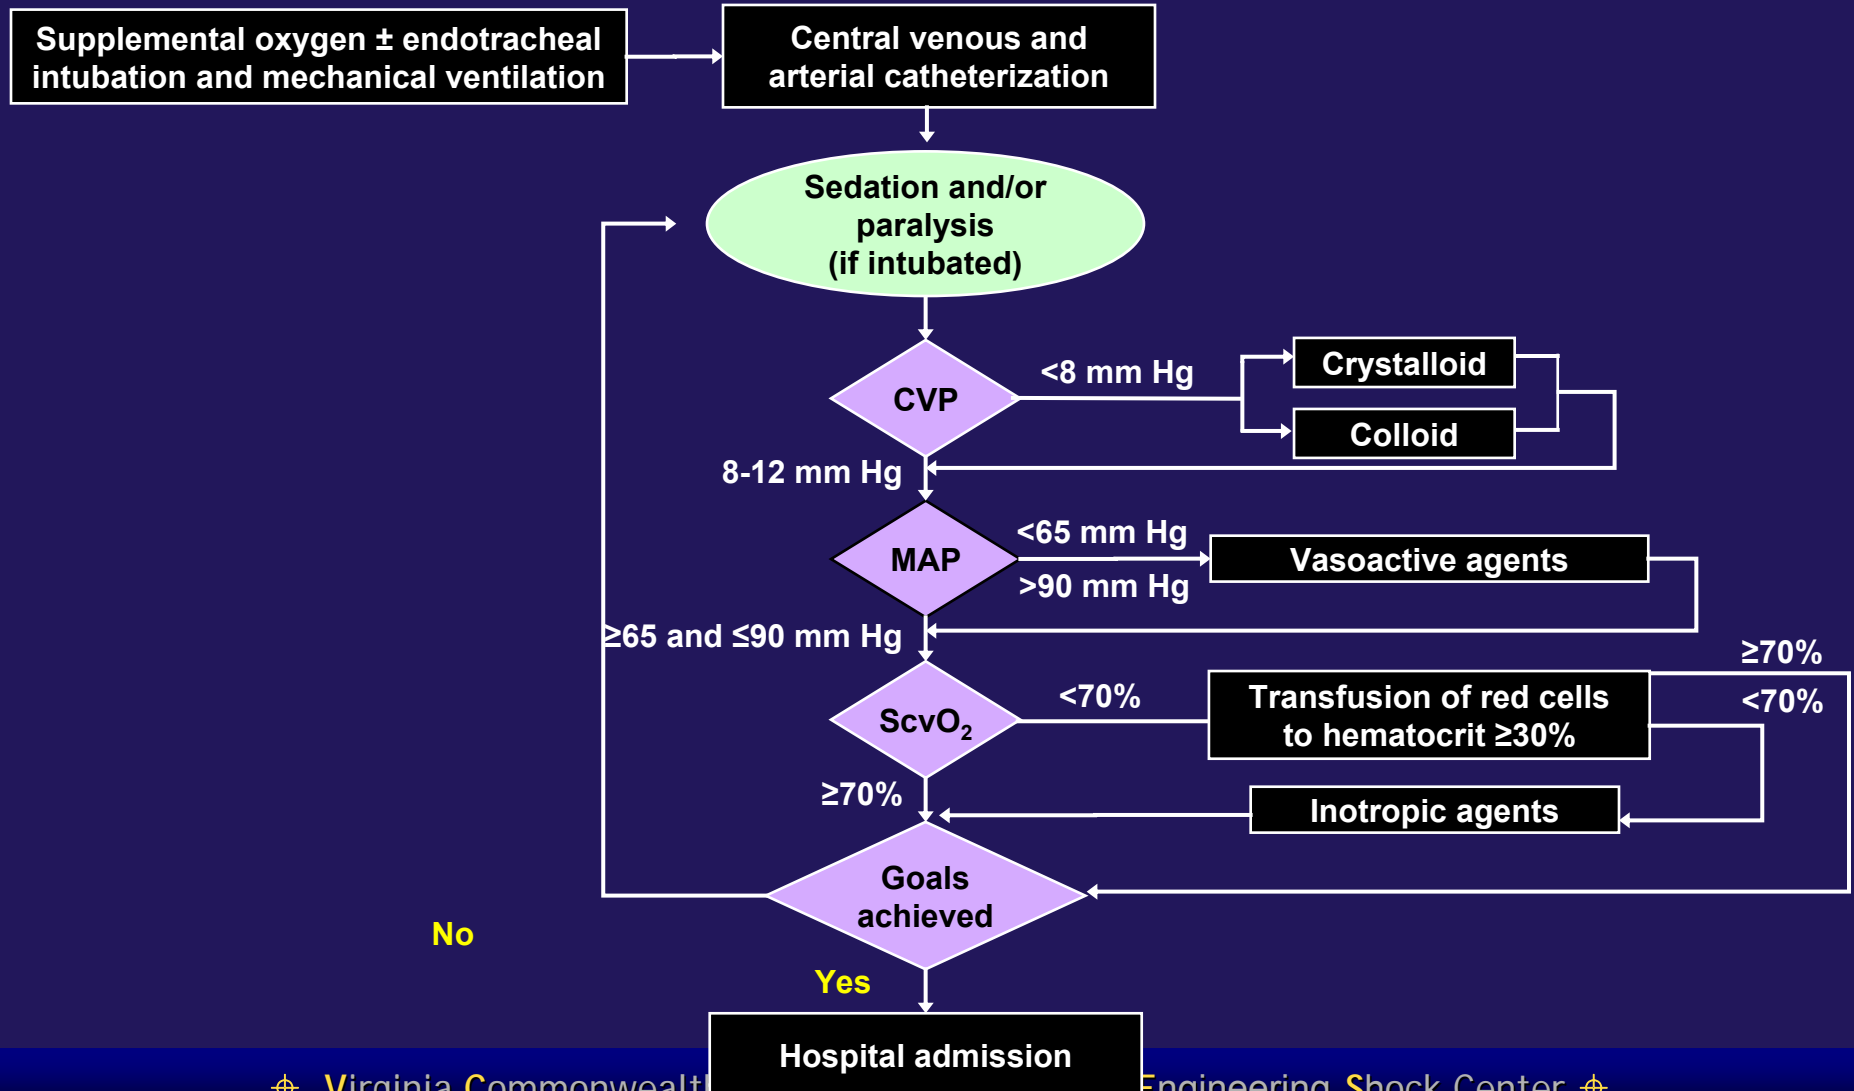 Supplemental oxygen ± endotracheal
intubation and mechanical ventilation
Central venous and
arterial catheterization
Sedation and/or
paralysis
(if intubated)
CVP
<8 mm Hg
Crystalloid
Colloid
8-12 mm Hg
MAP
<65 mm Hg
>90 mm Hg
Vasoactive agents
≥65 and ≤90 mm Hg
ScvO₂
<70%
Transfusion of red cells
to hematocrit ≥30%
≥70%
<70%
≥70%
Inotropic agents
Goals
achieved
No
Yes
Hospital admission
Virginia Engineering Shock Center